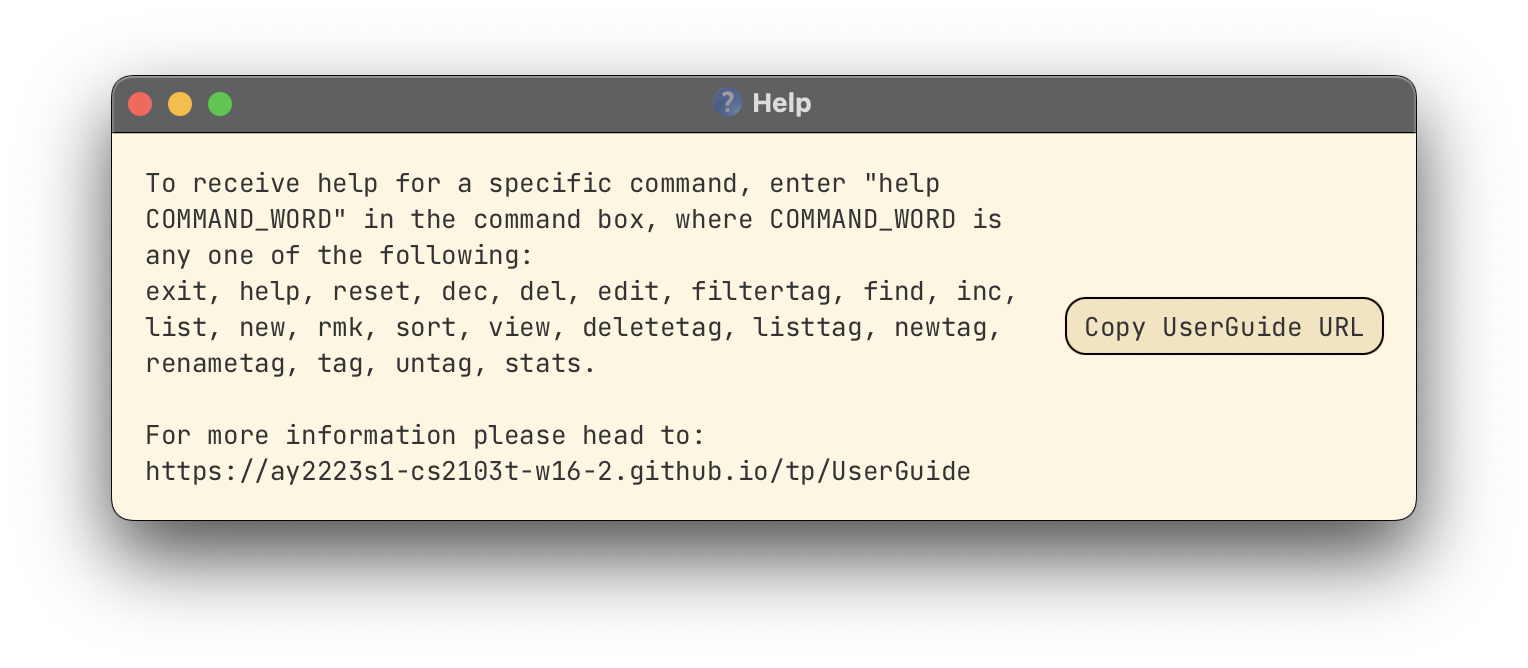 Help
To receive help for a specific command, enter "help
COMMAND_WORD" in the command box, where COMMAND_WORD is
any one of the following:
exit, help, reset, dec, del, edit, filtertag, find, inc,
list, new, rmk, sort, view, deletetag, listtag, newtag,
renametag, tag, untag, stats.
Copy UserGuide URL
For more information please head to:
https://ay2223s1-cs2103t-w16-2.github.io/tp/UserGuide